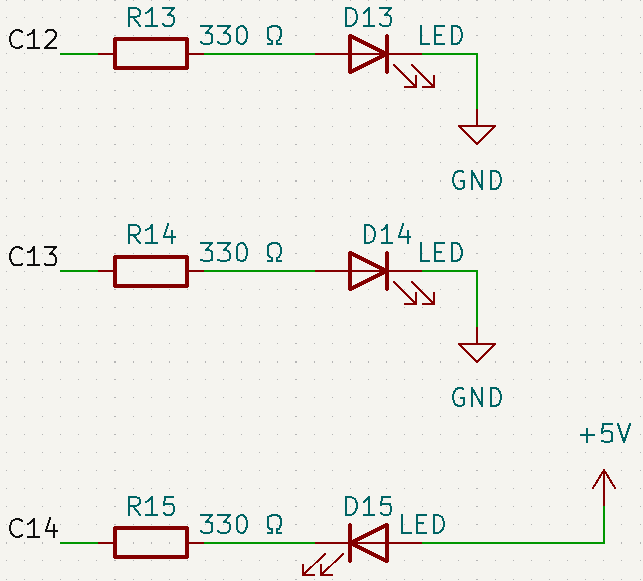 R13 D13
C12 330 Ω LED
GND
R14 D14
C13 330 Ω LED
GND
+5V
R15 D15
C14 330 Ω LED